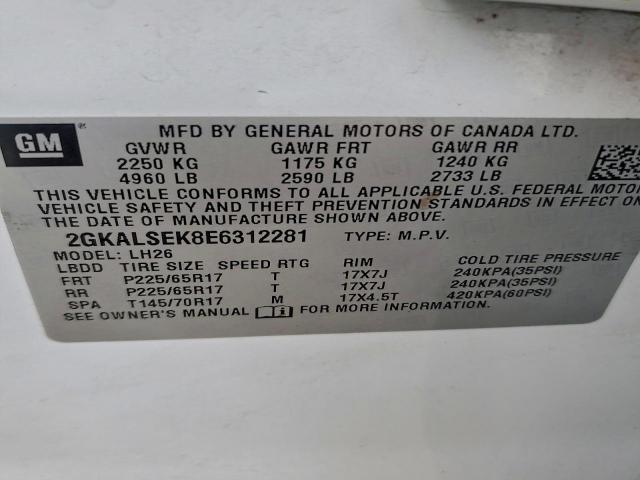 GM ®
MFD BY GENERAL MOTORS OF CANADA LTD.
GVWR GAWR FRT GAWR RR
2250 KG 1175 KG 1240 KG
4960 LB 2590 LB 2733 LB
THIS VEHICLE CONFORMS TO ALL APPLICABLE U.S. FEDERAL MOTOR
VEHICLE SAFETY AND THEFT PREVENTION STANDARDS IN EFFECT ON
THE DATE OF MANUFACTURE SHOWN ABOVE.
2GKALSEK8E6312281 TYPE: M.P.V.
MODEL: LH26
LBDD TIRE SIZE SPEED RTG RIM COLD TIRE PRESSURE
FRT P225/65R17 T 17X7J 240KPA(35PSI)
RR P225/65R17 T 17X7J 240KPA(35PSI)
SPA T145/70R17 M 17X4.5T 420KPA(60PSI)
SEE OWNER'S MANUAL FOR MORE INFORMATION